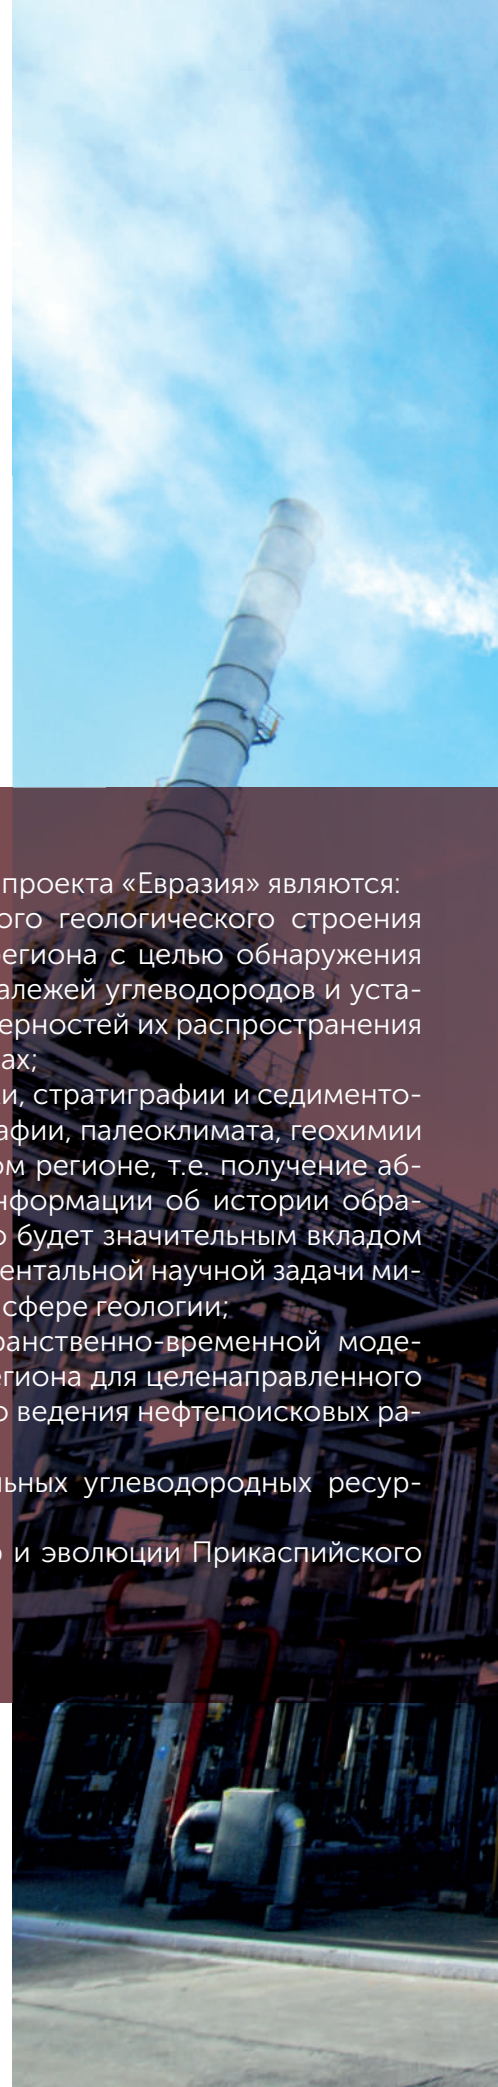 проекта «Евразия» являются:
ого геологического строения
региона с целью обнаружения
алежей углеводородов и уста-
ерностей их распространения
ах;
и, стратиграфии и седименто-
афии, палеоклимата, геохимии
ом регионе, т.е. получение аб-
нформации об истории обра-
о будет значительным вкладом
ентальной научной задачи ми-
сфере геологии;
ранственно-временной моде-
егиона для целенаправленного
о ведения нефтепоисковых ра-
льных углеводородных ресур-
и эволюции Прикаспийского